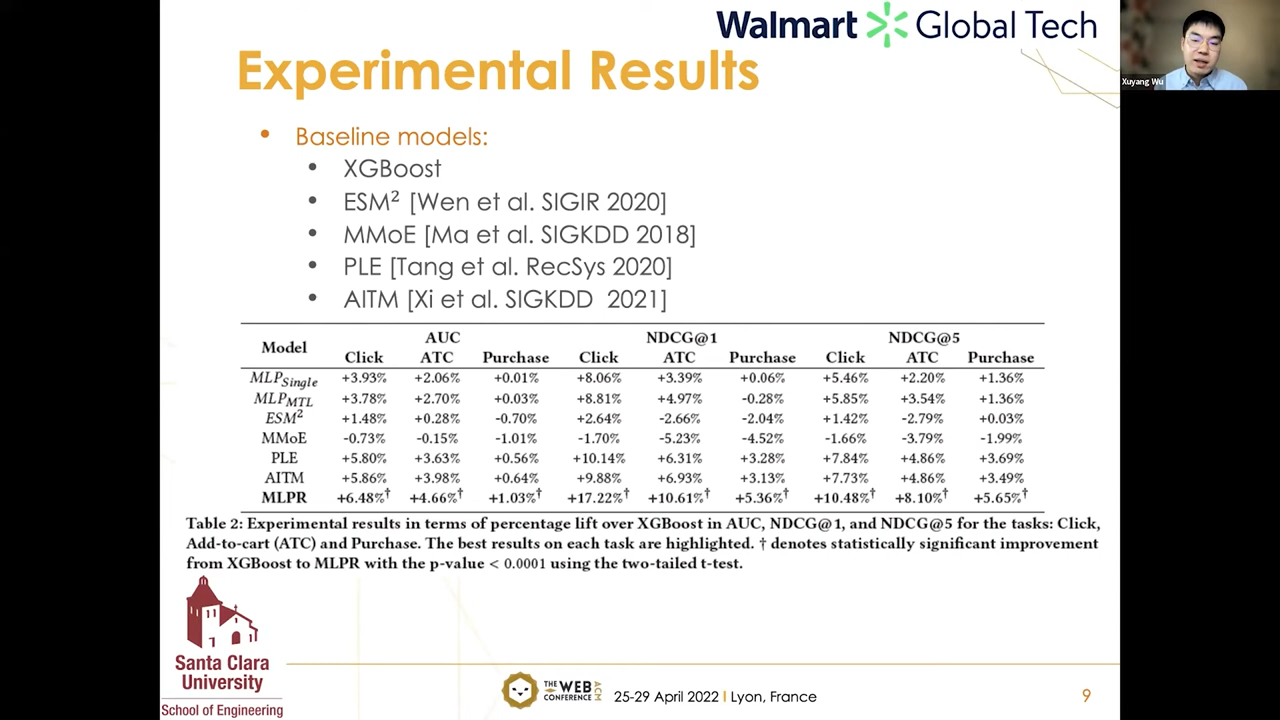 Walmart Global Tech
Experimental Results
Xuyang Wu
• Baseline models:
• XGBoost
• ESM² [Wen et al. SIGIR 2020]
• MMoE [Ma et al. SIGKDD 2018]
• PLE [Tang et al. RecSys 2020]
• AITM [Xi et al. SIGKDD 2021]
Model AUC NDCG@1 NDCG@5
Click ATC Purchase Click ATC Purchase Click ATC Purchase
MLP_Single +3.93% +2.06% +0.01% +8.06% +3.39% +0.06% +5.46% +2.20% +1.36%
MLP_MTL +3.78% +2.70% +0.03% +8.81% +4.97% -0.28% +5.85% +3.54% +1.36%
ESM² +1.48% +0.28% -0.70% +2.64% -2.66% -2.04% +1.42% -2.79% +0.03%
MMoE -0.73% -0.15% -1.01% -1.70% -5.23% -4.52% -1.66% -3.79% -1.99%
PLE +5.80% +3.63% +0.56% +10.14% +6.31% +3.28% +7.84% +4.86% +3.69%
AITM +5.86% +3.98% +0.64% +9.88% +6.93% +3.13% +7.73% +4.86% +3.49%
MLPR +6.48%† +4.66%† +1.03%† +17.22%† +10.61%† +5.36%† +10.48%† +8.10%† +5.65%†
Table 2: Experimental results in terms of percentage lift over XGBoost in AUC, NDCG@1, and NDCG@5 for the tasks: Click,
Add-to-cart (ATC) and Purchase. The best results on each task are highlighted. † denotes statistically significant improvement
from XGBoost to MLPR with the p-value < 0.0001 using the two-tailed t-test.
Santa Clara
University
School of Engineering
THE WEB CONFERENCE ACM
25-29 April 2022 | Lyon, France
9